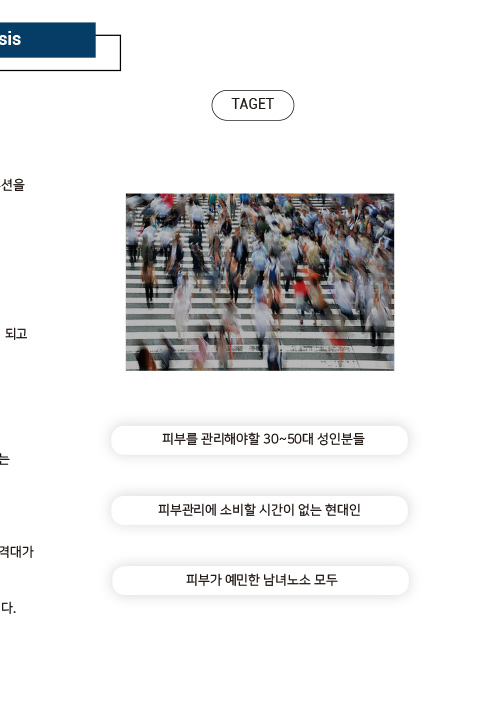 sis
TAGET
션을
되고
피부를 관리해야할 30~50대 성인분들
는
피부관리에 소비할 시간이 없는 현대인
격대가
피부가 예민한 남녀노소 모두
다.